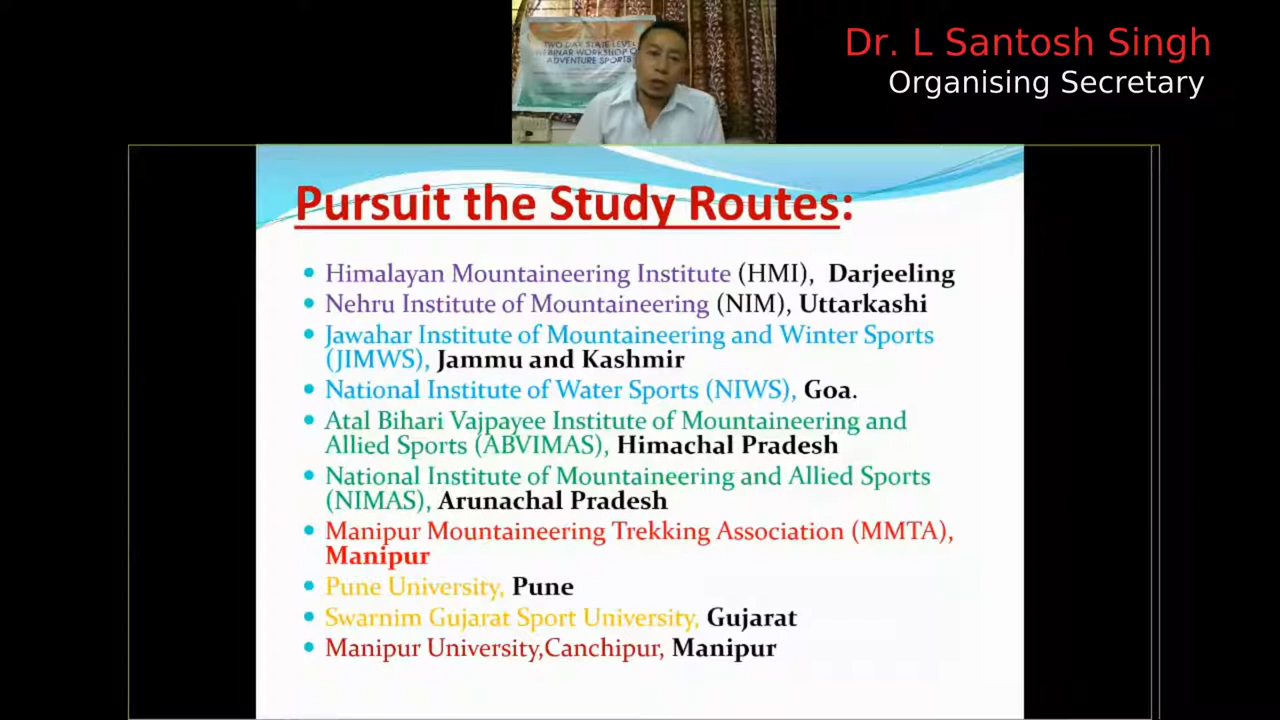 TWO DAY STATE LEVEL
WEBINAR WORKSHOP O
ADVENTURE SPORTS
Dr. L Santosh Singh
Organising Secretary
Pursuit the Study Routes:
• Himalayan Mountaineering Institute (HMI), Darjeeling
• Nehru Institute of Mountaineering (NIM), Uttarkashi
• Jawahar Institute of Mountaineering and Winter Sports
(JIMWS), Jammu and Kashmir
• National Institute of Water Sports (NIWS), Goa.
• Atal Bihari Vajpayee Institute of Mountaineering and
Allied Sports (ABVIMAS), Himachal Pradesh
• National Institute of Mountaineering and Allied Sports
(NIMAS), Arunachal Pradesh
• Manipur Mountaineering Trekking Association (MMTA),
Manipur
• Pune University, Pune
• Swarnim Gujarat Sport University, Gujarat
• Manipur University,Canchipur, Manipur